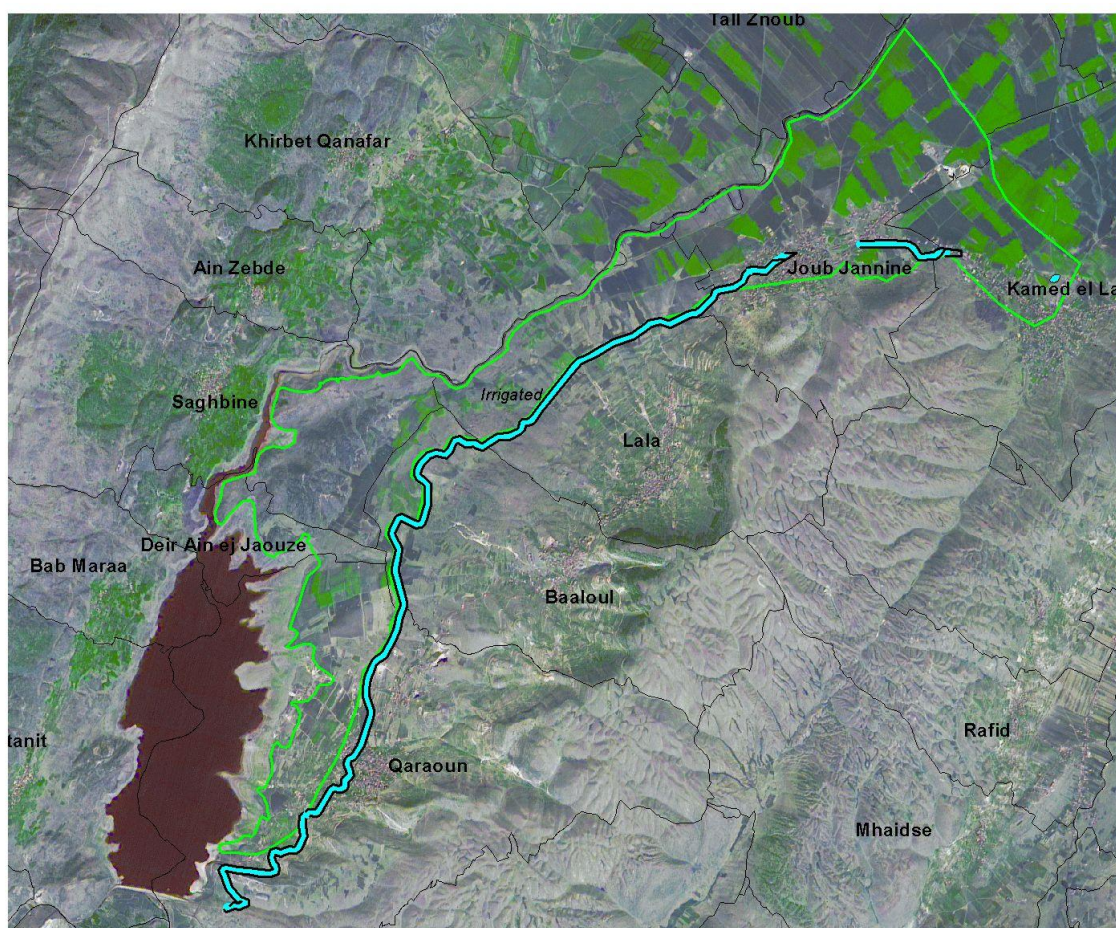 Tall Znoub
Khirbet Qanafar
Ain Zebde
Joub Jannine
Kamed el La
Saghbine
Irrigated
Lala
Deir Ain ej Jaouze
Bab Maraa
Baaloul
tanit
Rafid
Qaraoun
Mhaidse